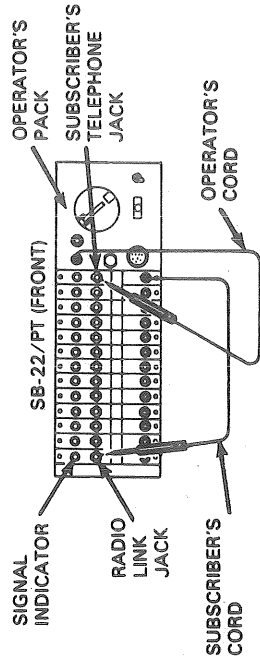 SIGNAL
INDICATOR
RADIO
LINK
JACK
SUBSCRIBER'S
CORD
SB-22/PT (FRONT)
OPERATOR'S
PACK
SUBSCRIBER'S
TELEPHONE
JACK
OPERATOR'S
CORD